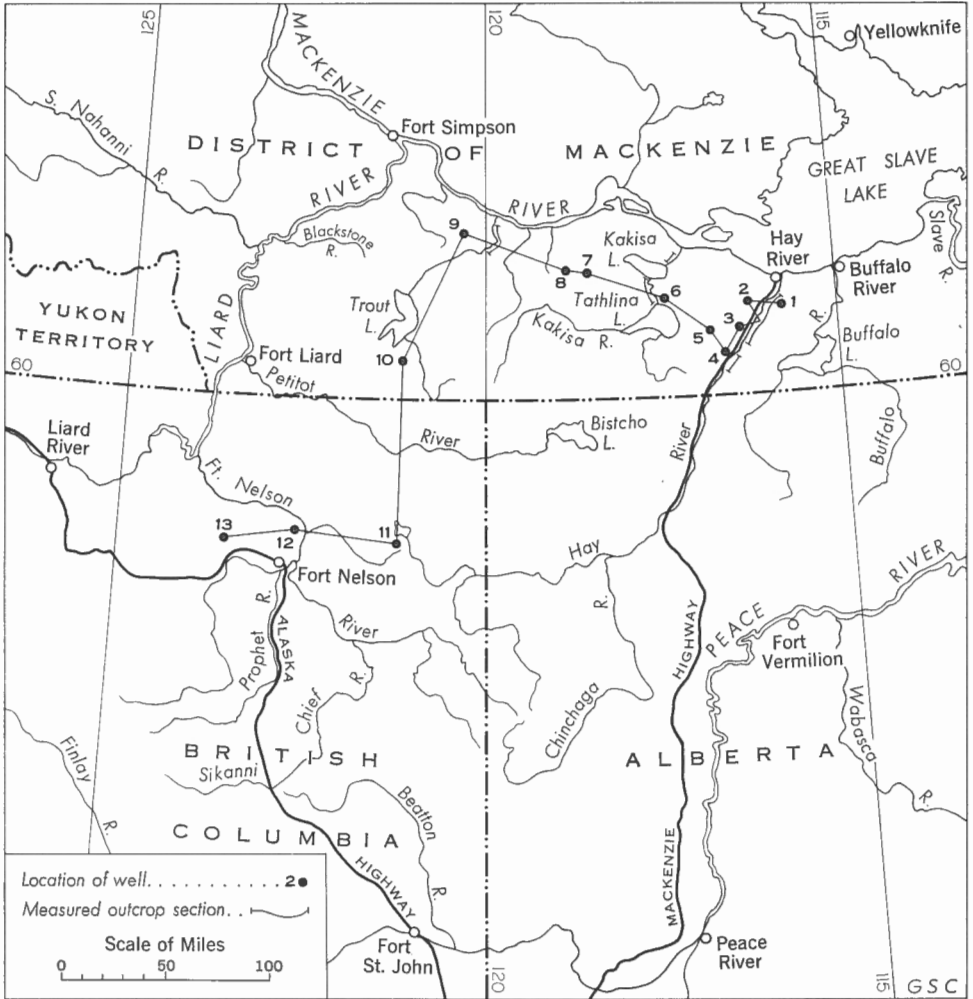 125
120
115
Yellowknife
MACKENZIE
S. Nahanni
R.
Fort Simpson
DISTRICT OF MACKENZIE
GREAT SLAVE
LAKE
RIVER
RIVER
Slave
R.
Blackstone
R.
9
Kakisa
L.
Hay
River
Buffalo
River
8
7
Tathlina
L.
6
2
1
3
5
4
R.
Trout
L.
Kakisa R.
Buffalo
L.
YUKON
TERRITORY
LIARD
Fort Liard
10
60
60
Petitot
River
Bistcho
L.
River
Buffalo
Liard
River
Ft. Nelson
13
12
11
Fort Nelson
Hay
R.
RIVER
PEACE
Fort
Vermilion
R.
Prophet
ALASKA
River
Chief
R.
HIGHWAY
Chinchaga
Wabasca
R.
Finlay
R.
BRITISH
Sikanni
ALBERTA
Beatton
R.
COLUMBIA
HIGHWAY
MACKENZIE
Location of well. . . . . . . . . . . . 2
Measured outcrop section. .
Scale of Miles
0 50 100
Fort
St. John
Peace
River
120
115
GSC